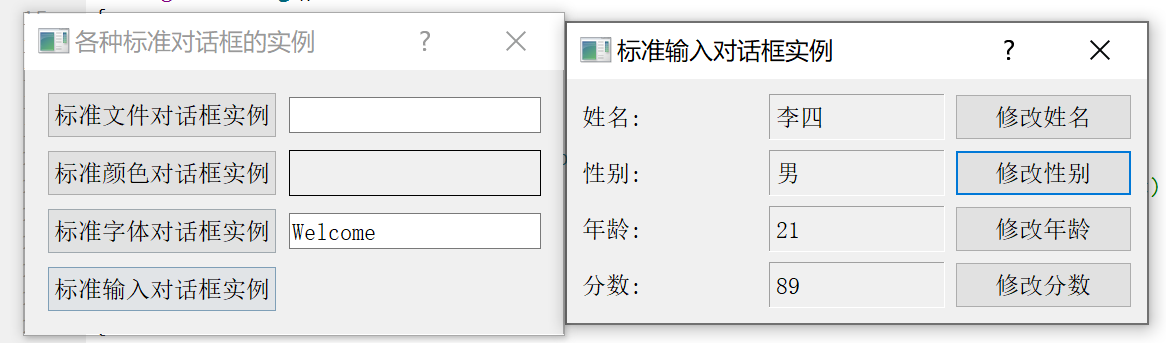 各种标准对话框的实例 ?
标准文件对话框实例
标准颜色对话框实例
标准字体对话框实例 Welcome
标准输入对话框实例
标准输入对话框实例 ?
姓名: 李四 修改姓名
性别: 男 修改性别
年龄: 21 修改年龄
分数: 89 修改分数
)